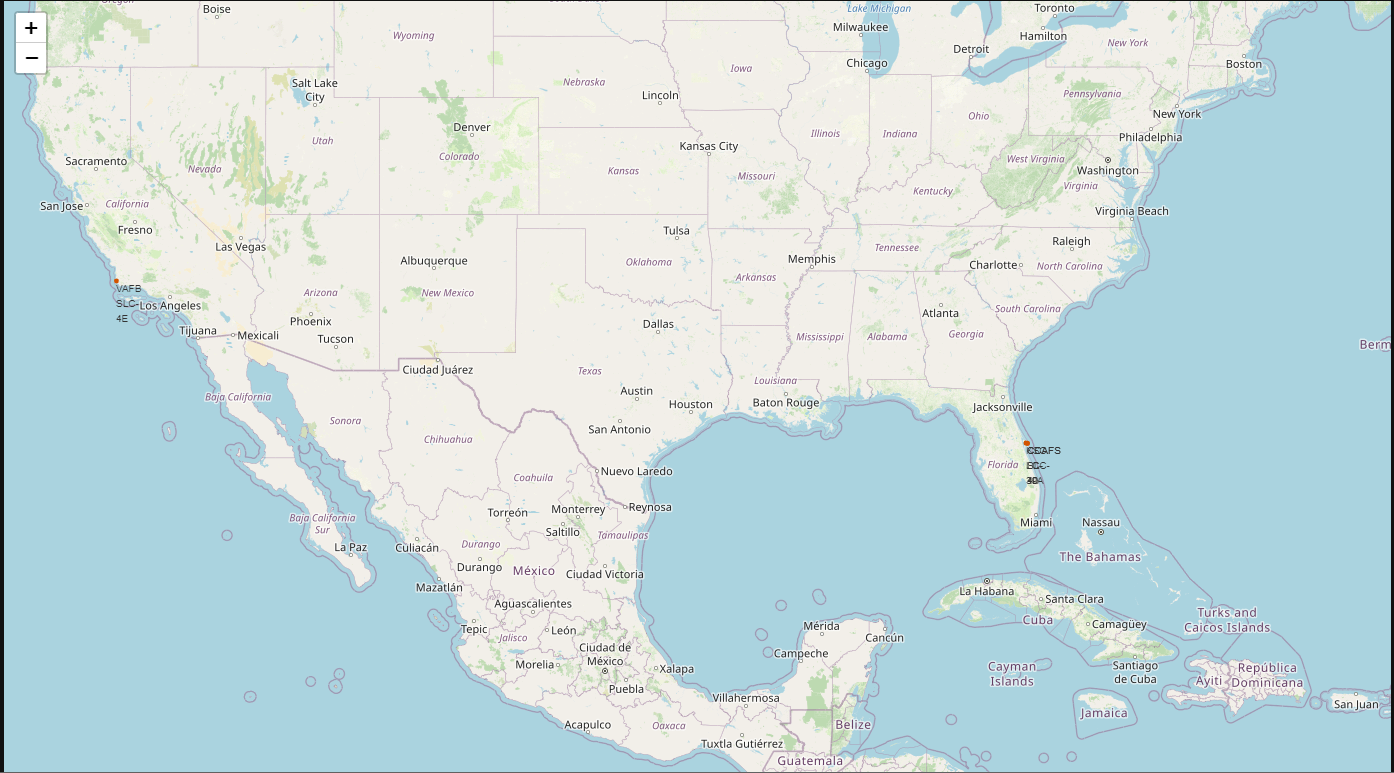 Oregon
Boise
Lake Michigan
Toronto
+
Milwaukee
Hamilton
Wyoming
Detroit
New York
−
Chicago
Boston
Iowa
Salt Lake
City
Nebraska
Lincoln
Pennsylvania
New York
Ohio
Denver
Illinois
Indiana
Philadelphia
Utah
Kansas City
Sacramento
Colorado
West Virginia
Nevada
Kansas
Missouri
Washington
Virginia
Kentucky
San Jose
California
Virginia Beach
Fresno
Tulsa
Raleigh
Las Vegas
Tennessee
Albuquerque
Oklahoma
Memphis
Charlotte
North Carolina
Arkansas
VAFB
SLC-
4E
Arizona
New Mexico
Los Angeles
South Carolina
Atlanta
Phoenix
Dallas
Tijuana
Mexicali
Tucson
Mississippi
Alabama
Georgia
Berm
Ciudad Juárez
Texas
Louisiana
Austin
Baja California
Houston
Baton Rouge
Jacksonville
Sonora
San Antonio
Chihuahua
Florida
Nuevo Laredo
Coahuila
Reynosa
Torreón
Monterrey
Baja California
Sur
Saltillo
Tamaulipas
Miami
Nassau
La Paz
Culiacán
Durango
The Bahamas
Durango
México
Ciudad Victoria
Mazatlán
La Habana
Aguascalientes
Santa Clara
Turks and
Caicos Islands
Cuba
Camagüey
Tepic
Jalisco
León
Mérida
Cancún
Ciudad de
México
Campeche
Morelia
Xalapa
Cayman
Islands
Santiago
de Cuba
Ayiti
República
Dominicana
Puebla
Villahermosa
San Juan
Jamaica
Acapulco
Oaxaca
Belize
Tuxtla Gutiérrez
Guatemala